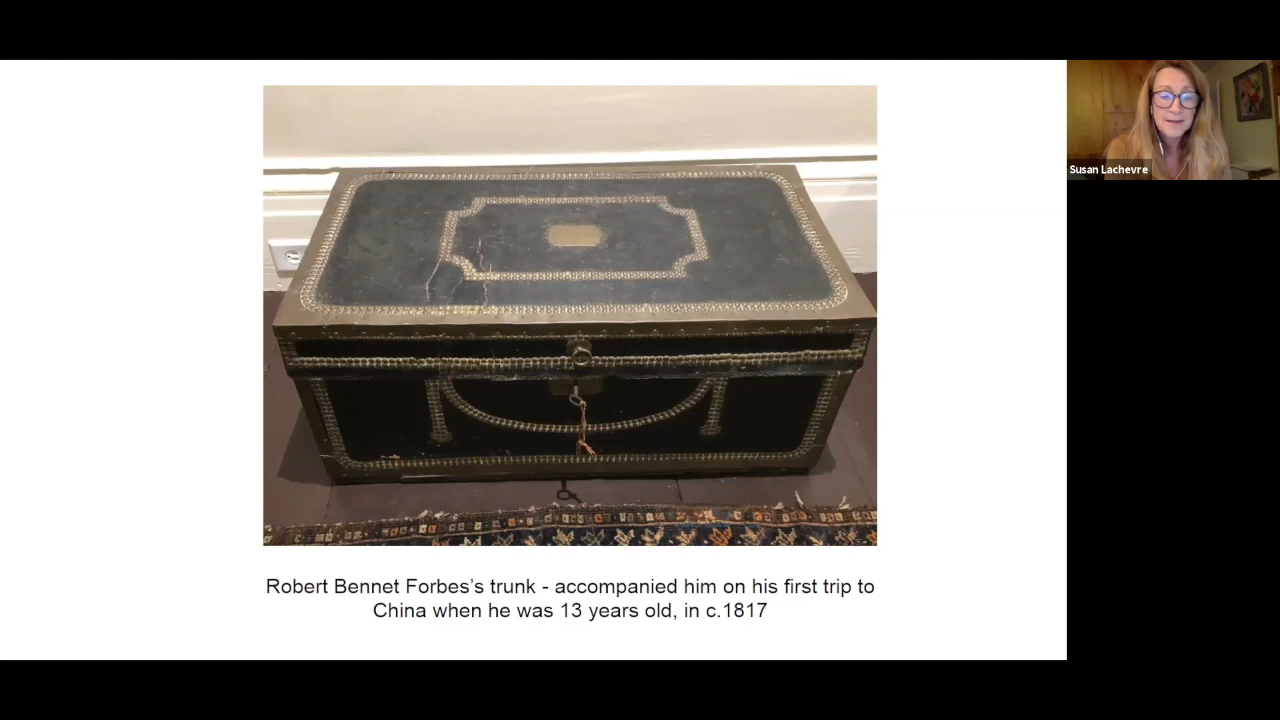 Susan Lachevre
Robert Bennet Forbes's trunk - accompanied him on his first trip to
China when he was 13 years old, in c.1817